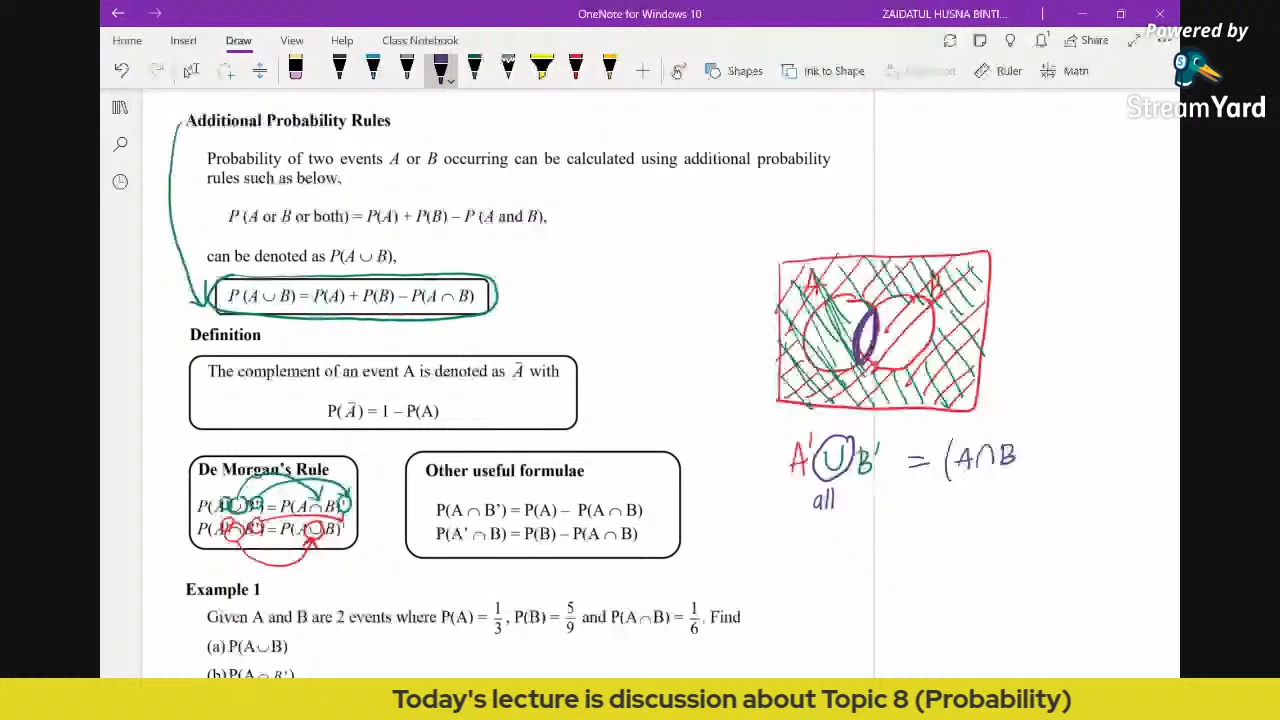 OneNote for Windows 10
ZAIDATUL HUSNA BINTI...
Powered by
StreamYard
Home Insert Draw View Help Class Notebook
Share
Shapes Ink to Shape Ruler Math
Additional Probability Rules
Probability of two events A or B occurring can be calculated using additional probability
rules such as below,
P (A or B or both) = P(A) + P(B) – P (A and B),
can be denoted as P(A ∪ B),
P (A ∪ B) = P(A) + P(B) – P(A ∩ B)
Definition
The complement of an event A is denoted as Ā with
P( Ā ) = 1 – P(A)
De Morgan's Rule
P(A'∪B') = P(A∩B)'
P(A'∩B') = P(A∪B)'
Other useful formulae
P(A ∩ B') = P(A) – P(A ∩ B)
P(A' ∩ B) = P(B) – P(A ∩ B)
A B
A' ∪ B' = (A∩B
all
Example 1
Given A and B are 2 events where P(A) = 1/3, P(B) = 5/9 and P(A∩B) = 1/6. Find
(a) P(A∪B)
(b) P(A ∩ B')
Today's lecture is discussion about Topic 8 (Probability)